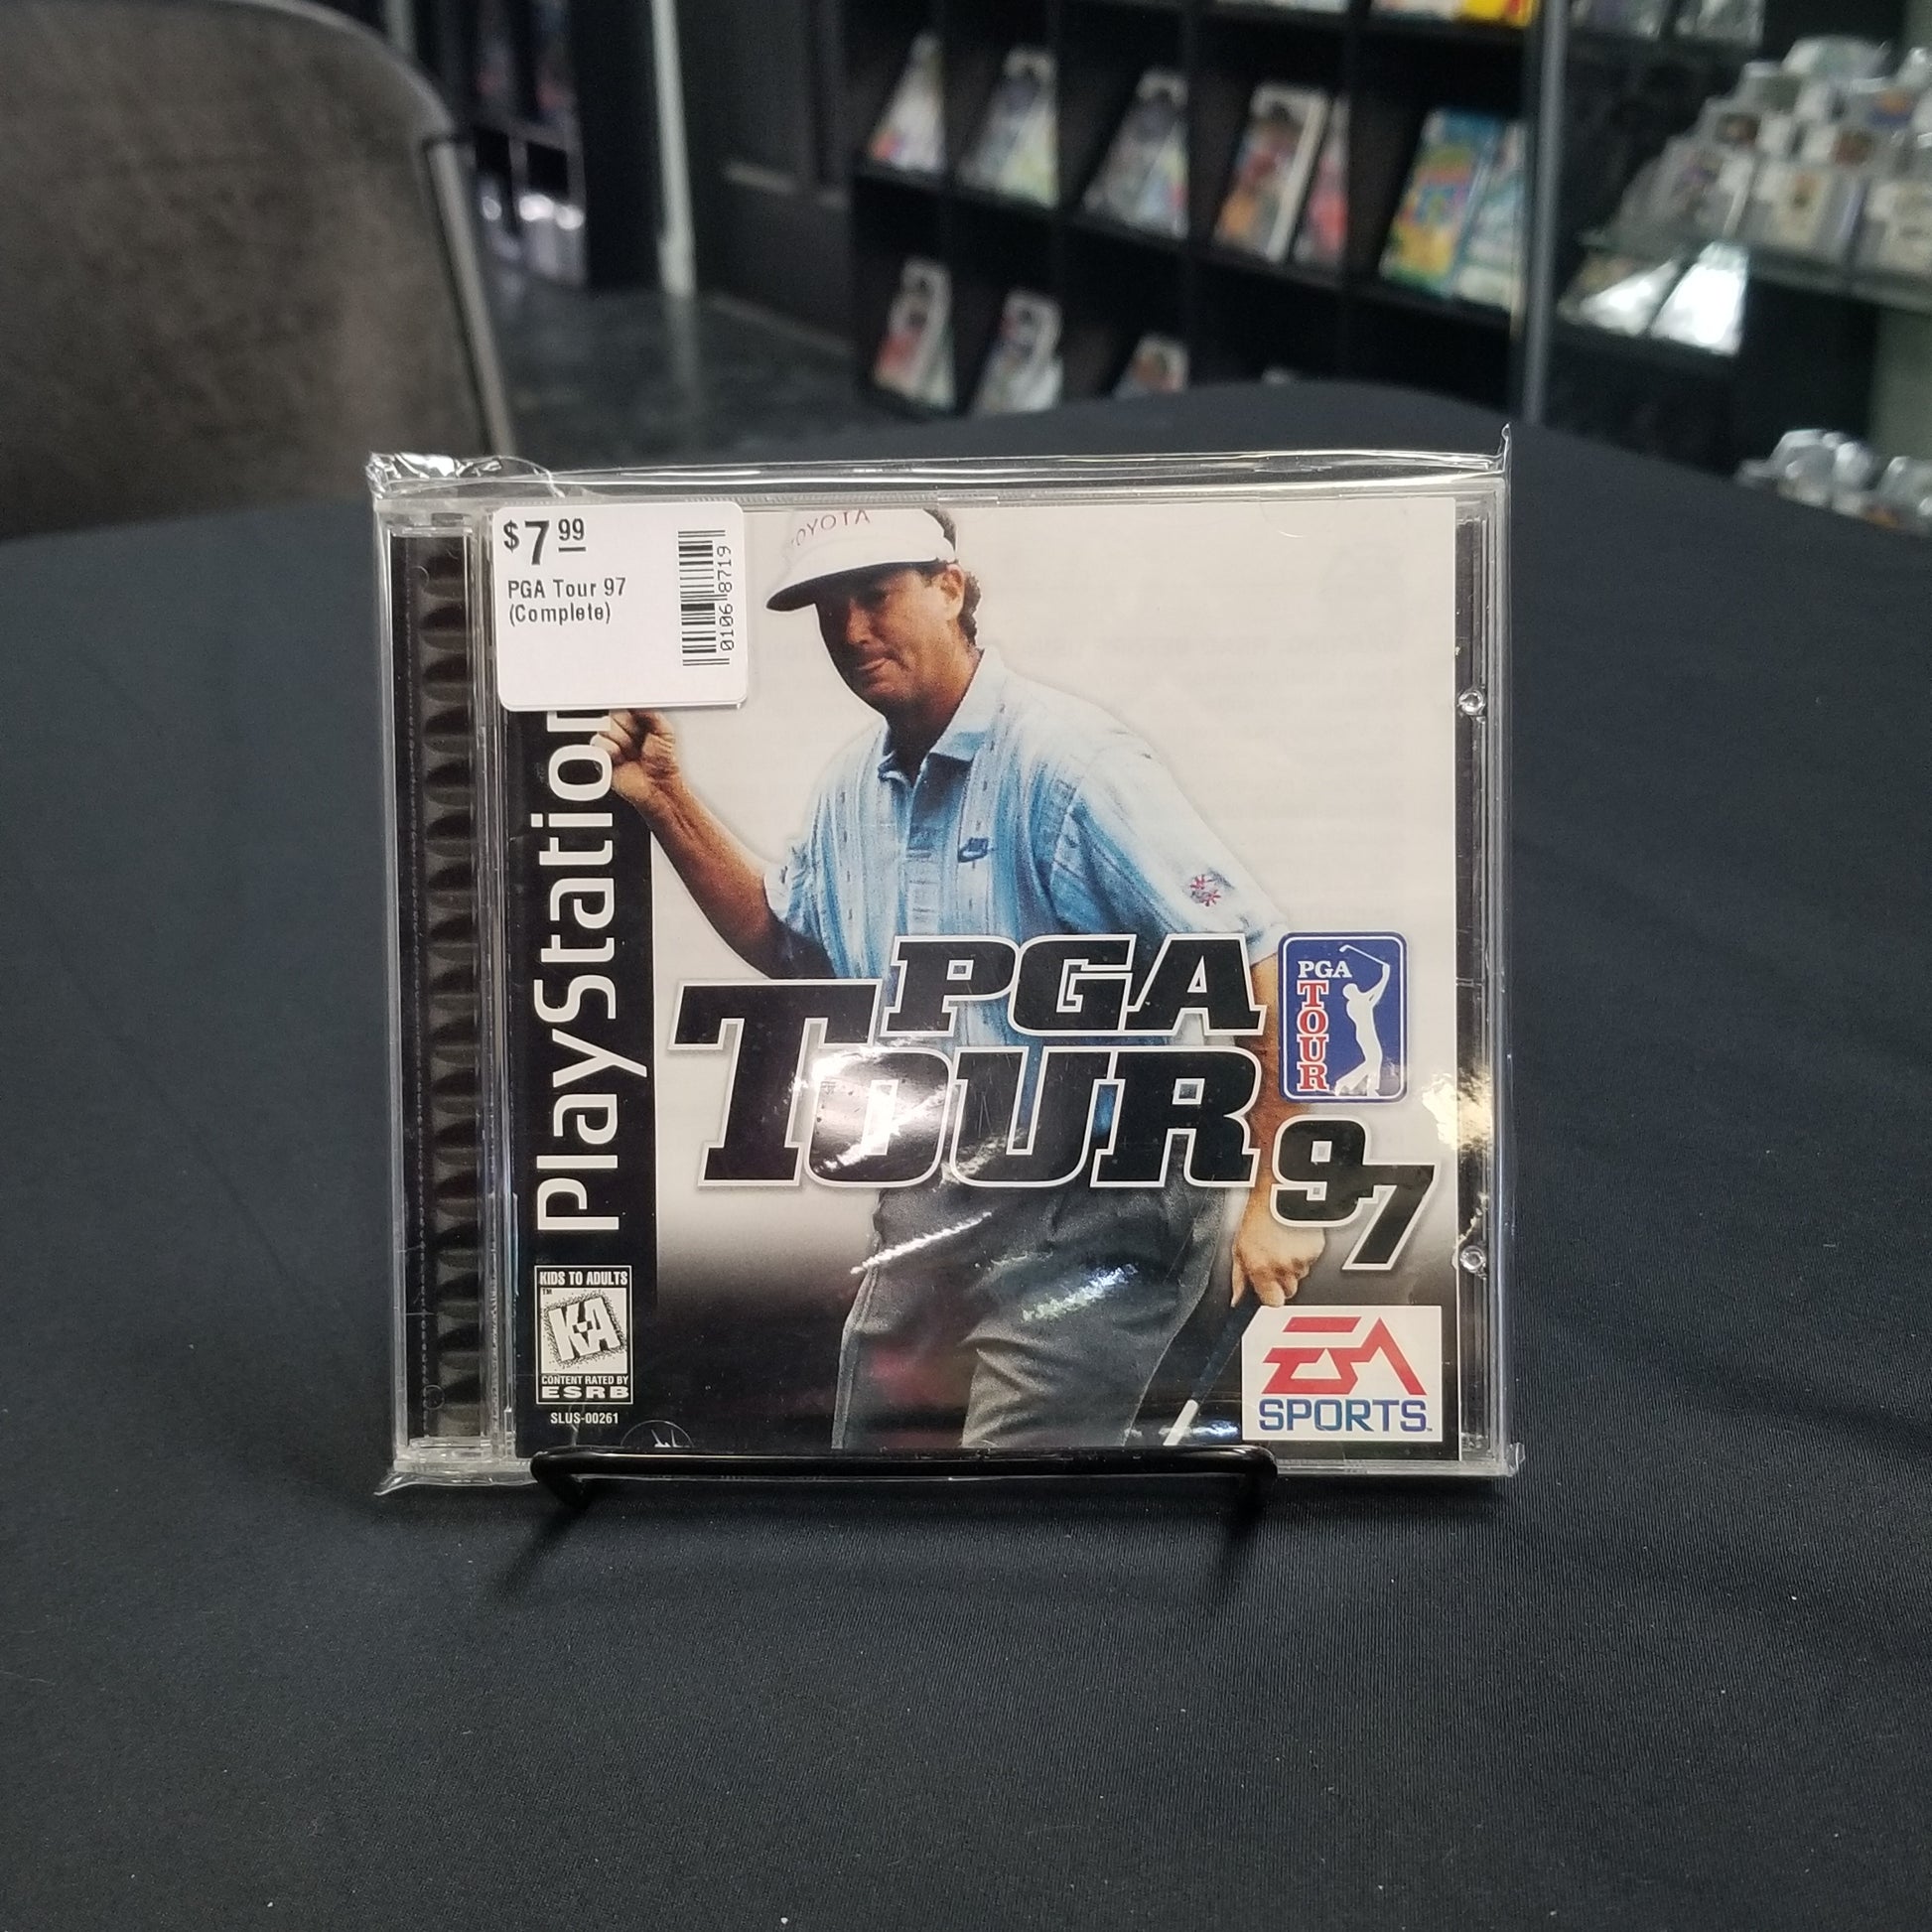 $7 99
PGA Tour 97
(Complete)
0106 8719
TOYOTA
PlayStation
PGA
TOUR
97
PGA
TOUR
KIDS TO ADULTS
K-A
CONTENT RATED BY
ESRB
SLUS-00261
EA
SPORTS